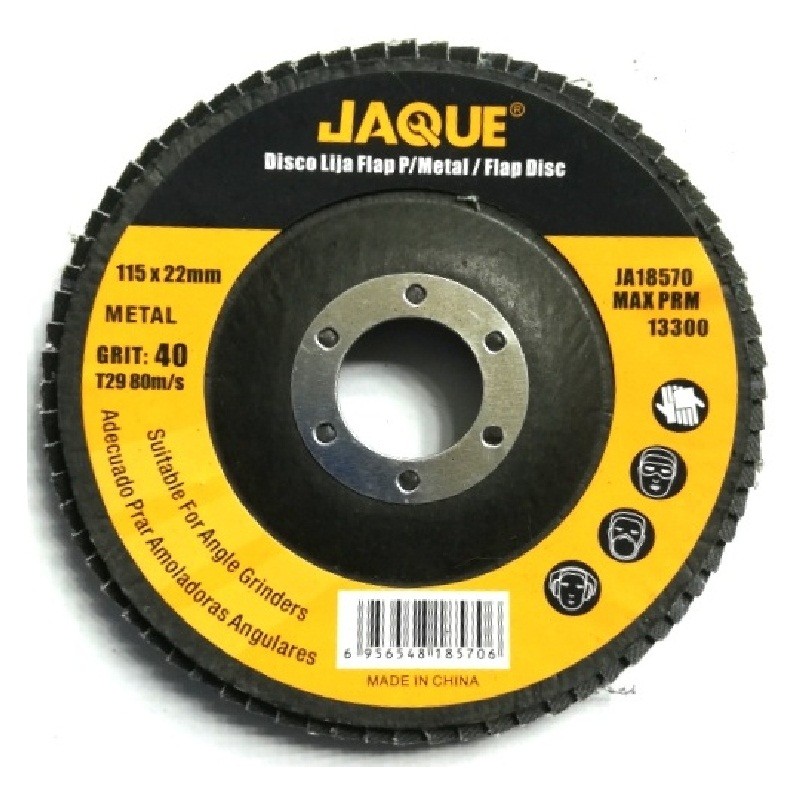 JAQUE®
Disco Lija Flap P/Metal / Flap Disc
115 x 22mm
METAL
GRIT: 40
T29 80m/s
JA18570
MAX PRM
13300
Suitable For Angle Grinders
Adecuado Prar Amoladoras Angulares
6 956548 185706
MADE IN CHINA